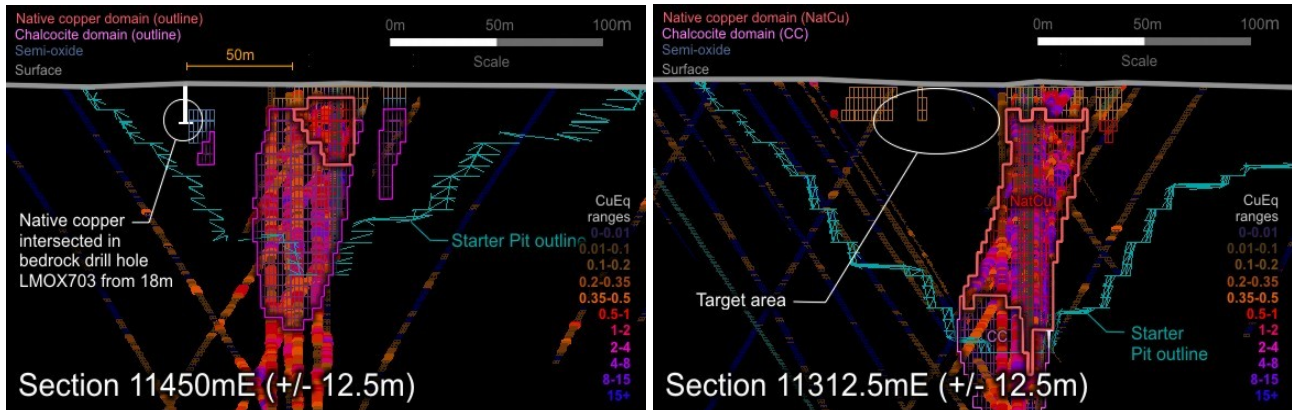 Native copper domain (outline)
Chalcocite domain (outline)
Semi-oxide
Surface
0m 50m 100m
Scale
50m
Native copper
intersected in
bedrock drill hole
LMOX703 from 18m
Starter Pit outline
CuEq
ranges
0-0.01
0.01-0.1
0.1-0.2
0.2-0.35
0.35-0.5
0.5-1
1-2
2-4
4-8
8-15
15+
Section 11450mE (+/- 12.5m)
Native copper domain (NatCu)
Chalcocite domain (CC)
Semi-oxide
Surface
0m 50m 100m
Scale
NatCu
Target area
CC
Starter
Pit outline
CuEq
ranges
0-0.01
0.01-0.1
0.1-0.2
0.2-0.35
0.35-0.5
0.5-1
1-2
2-4
4-8
8-15
15+
Section 11312.5mE (+/- 12.5m)